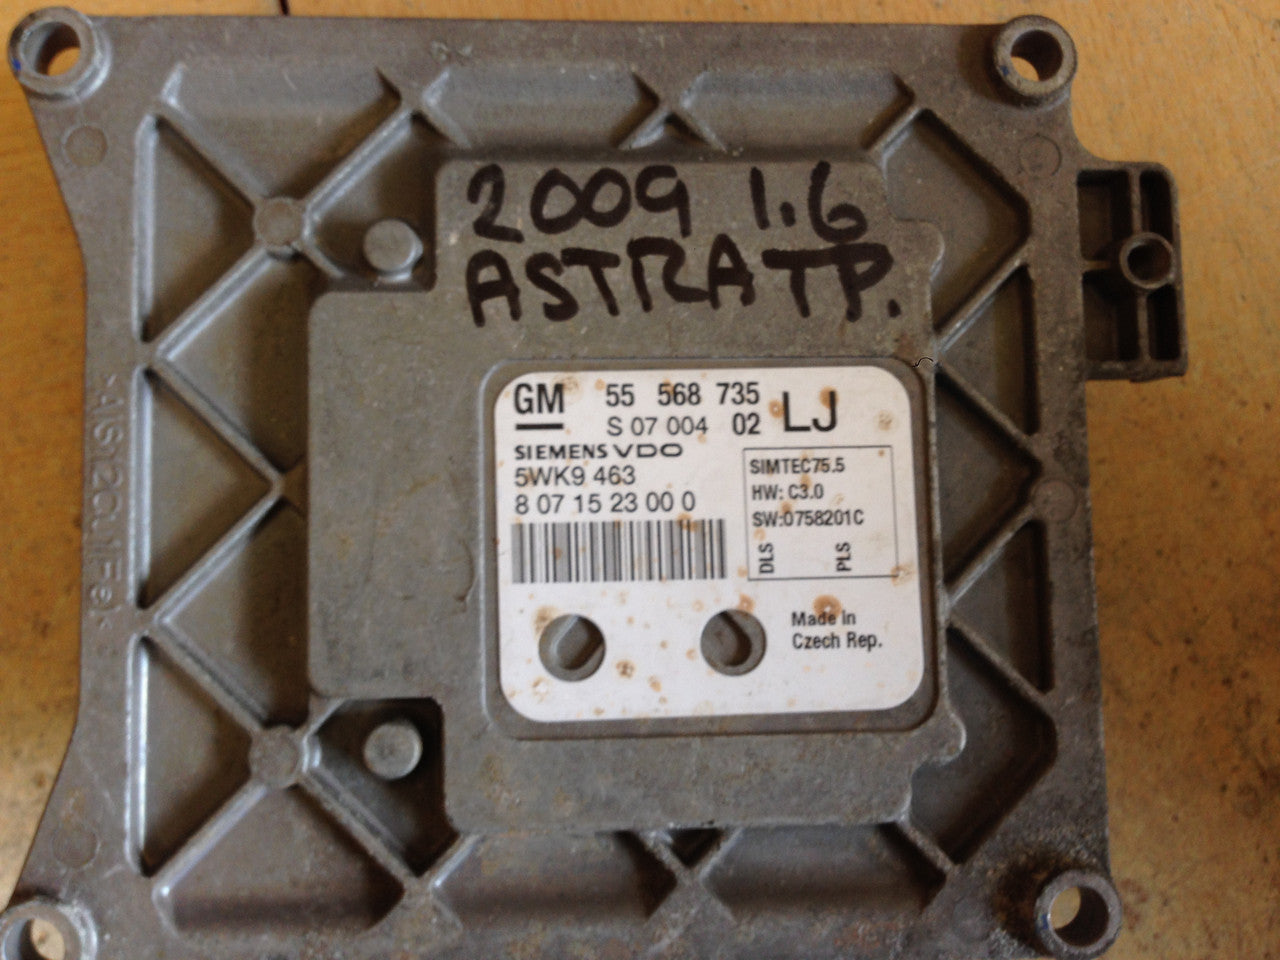 2009 1.6
ASTRA TP.
GM 55 568 735
S 07 004 02 LJ
SIEMENS VDO
5WK9 463
8 07 15 23 00 0
SIMTEC75.5
HW: C3.0
SW:0758201C
DLS PLS
Made in
Czech Rep.